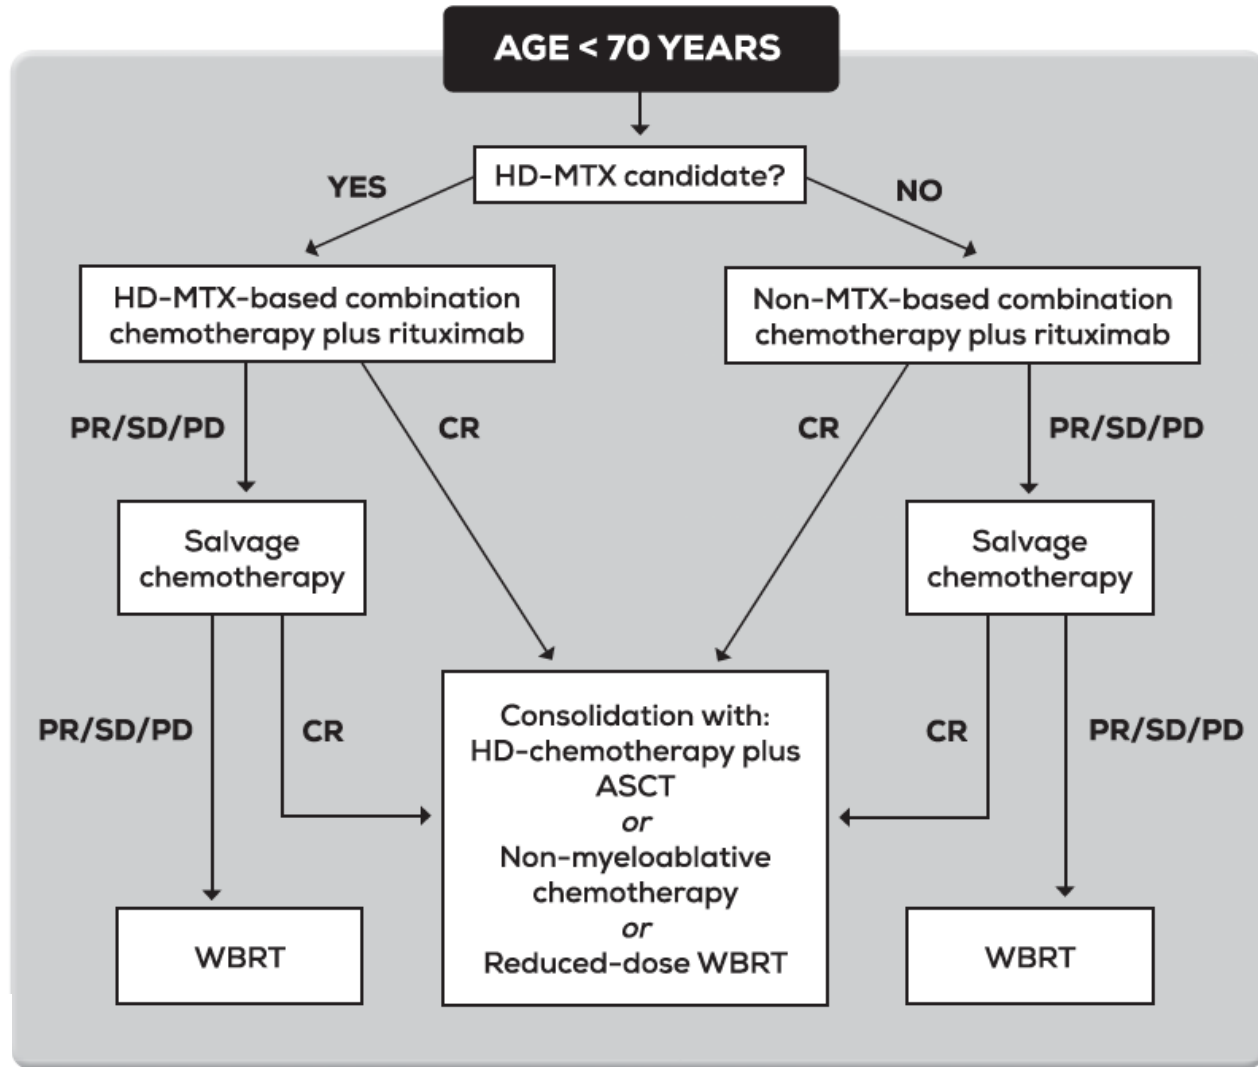 AGE < 70 YEARS
HD-MTX candidate?
YES
NO
HD-MTX-based combination
chemotherapy plus rituximab
Non-MTX-based combination
chemotherapy plus rituximab
PR/SD/PD
CR
CR
PR/SD/PD
Salvage
chemotherapy
Salvage
chemotherapy
PR/SD/PD
CR
CR
PR/SD/PD
Consolidation with:
HD-chemotherapy plus
ASCT
or
Non-myeloablative
chemotherapy
or
Reduced-dose WBRT
WBRT
WBRT